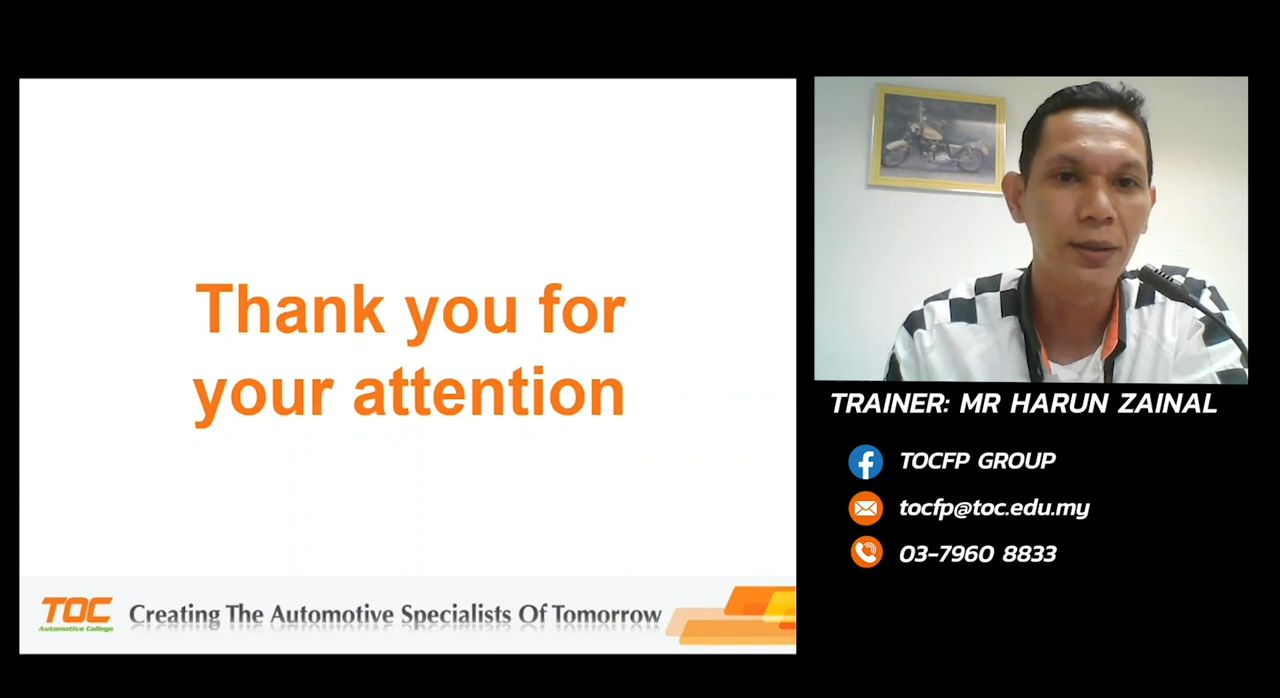 Thank you for
your attention
TOC
Automotive College
Creating The Automotive Specialists Of Tomorrow
TRAINER: MR HARUN ZAINAL
TOCFP GROUP
tocfp@toc.edu.my
03-7960 8833